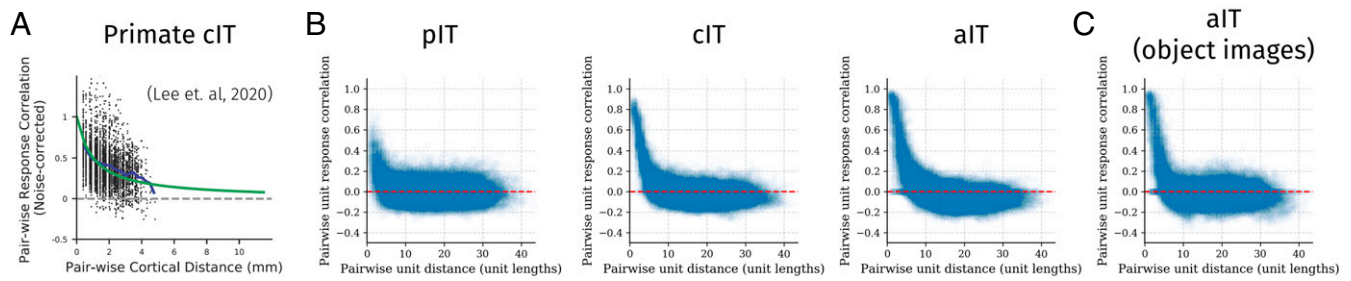 A
Primate cIT
(Lee et. al, 2020)
Pair-wise Response Correlation
(Noise-corrected)
1
0.5
0
-0.5
0 2 4 6 8 10
Pair-wise Cortical Distance (mm)
B
pIT
Pairwise unit response correlation
1.0
0.8
0.6
0.4
0.2
0.0
−0.2
−0.4
0 10 20 30 40
Pairwise unit distance (unit lengths)
cIT
Pairwise unit response correlation
1.0
0.8
0.6
0.4
0.2
0.0
−0.2
−0.4
0 10 20 30 40
Pairwise unit distance (unit lengths)
aIT
Pairwise unit response correlation
1.0
0.8
0.6
0.4
0.2
0.0
−0.2
−0.4
0 10 20 30 40
Pairwise unit distance (unit lengths)
C
aIT
(object images)
Pairwise unit response correlation
1.0
0.8
0.6
0.4
0.2
0.0
−0.2
−0.4
0 10 20 30 40
Pairwise unit distance (unit lengths)